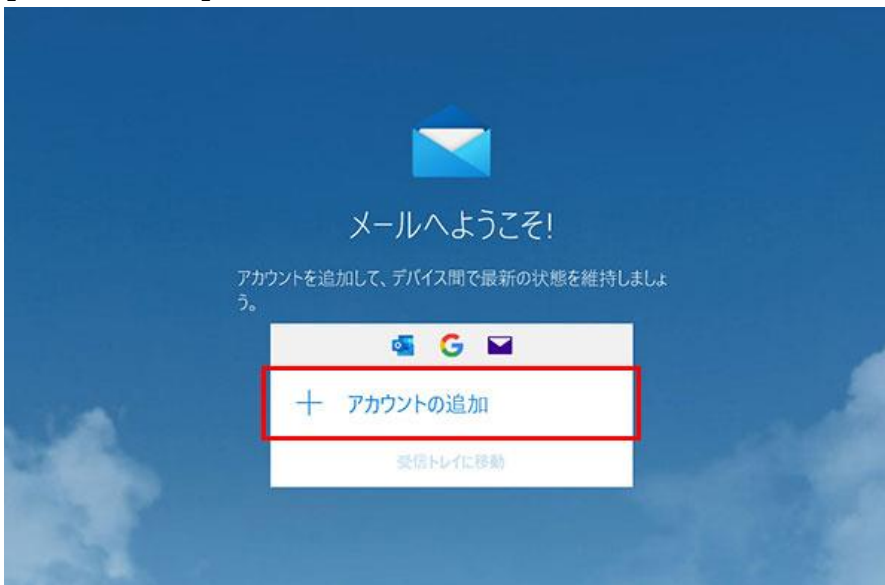 メールへようこそ!
アカウントを追加して、デバイス間で最新の状態を維持しましょ
う。
アカウントの追加
受信トレイに移動